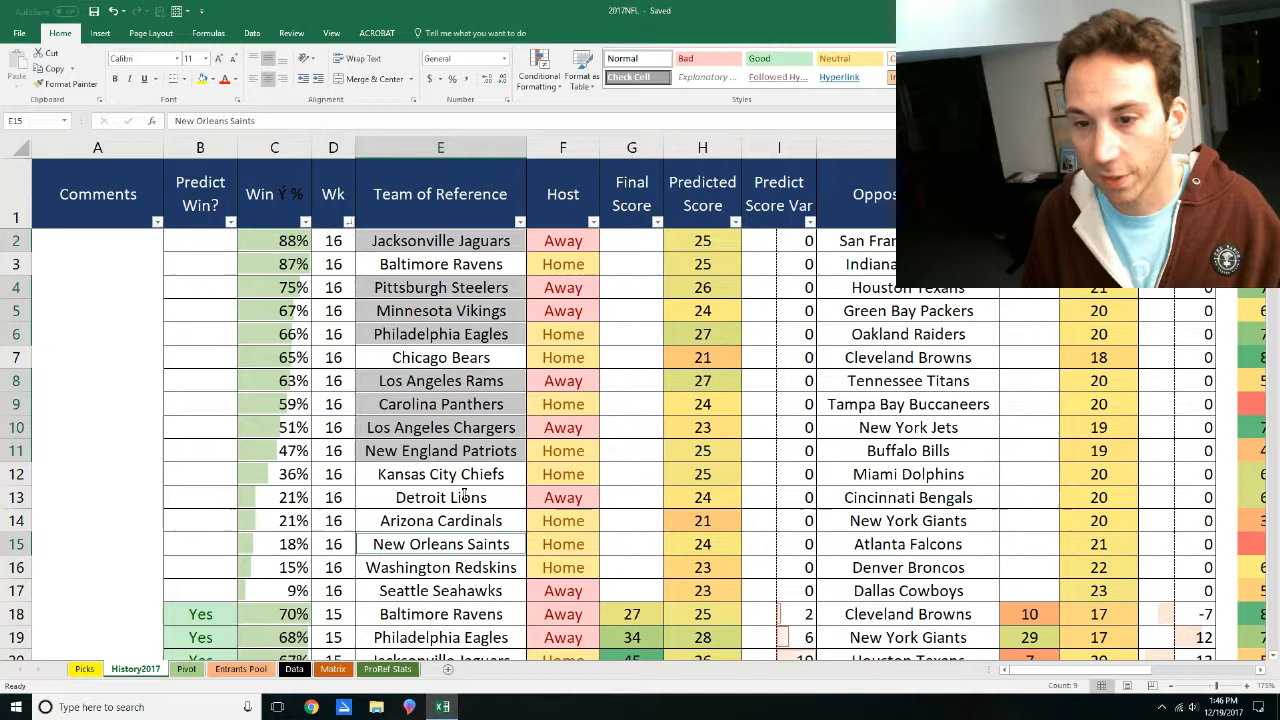 AutoSave Off
2017NFL - Saved
File Home Insert Page Layout Formulas Data Review View ACROBAT Tell me what you want to do
Cut
Copy
Paste
Format Painter
Calibri 11
General
Merge & Center
Conditional Formatting
Format as Table
Normal Bad Good Neutral
Check Cell Explanatory ... Followed Hy... Hyperlink
Clipboard Font Alignment Number Styles
E15 New Orleans Saints
A B C D E F G H I
1 Comments Predict Win? Win Ý % Wk Team of Reference Host Final Score Predicted Score Predict Score Var
2 88% 16 Jacksonville Jaguars Away 25 0
3 87% 16 Baltimore Ravens Home 25 0
4 75% 16 Pittsburgh Steelers Away 26 0 Houston Texans 21 0
5 67% 16 Minnesota Vikings Away 24 0 Green Bay Packers 20 0
6 66% 16 Philadelphia Eagles Home 27 0 Oakland Raiders 20 0
7 65% 16 Chicago Bears Home 21 0 Cleveland Browns 18 0
8 63% 16 Los Angeles Rams Away 27 0 Tennessee Titans 20 0
9 59% 16 Carolina Panthers Home 24 0 Tampa Bay Buccaneers 20 0
10 51% 16 Los Angeles Chargers Away 23 0 New York Jets 19 0
11 47% 16 New England Patriots Home 25 0 Buffalo Bills 19 0
12 36% 16 Kansas City Chiefs Home 25 0 Miami Dolphins 20 0
13 21% 16 Detroit Lions Away 24 0 Cincinnati Bengals 20 0
14 21% 16 Arizona Cardinals Home 21 0 New York Giants 20 0
15 18% 16 New Orleans Saints Home 24 0 Atlanta Falcons 21 0
16 15% 16 Washington Redskins Home 23 0 Denver Broncos 22 0
17 9% 16 Seattle Seahawks Away 23 0 Dallas Cowboys 23 0
18 Yes 70% 15 Baltimore Ravens Away 27 25 2 Cleveland Browns 10 17 -7
19 Yes 68% 15 Philadelphia Eagles Away 34 28 6 New York Giants 29 17 12
Picks History2017 Pivot Entrants Pool Data Matrix ProRef Stats
Ready Count: 9 175%
Type here to search
1:46 PM
12/19/2017